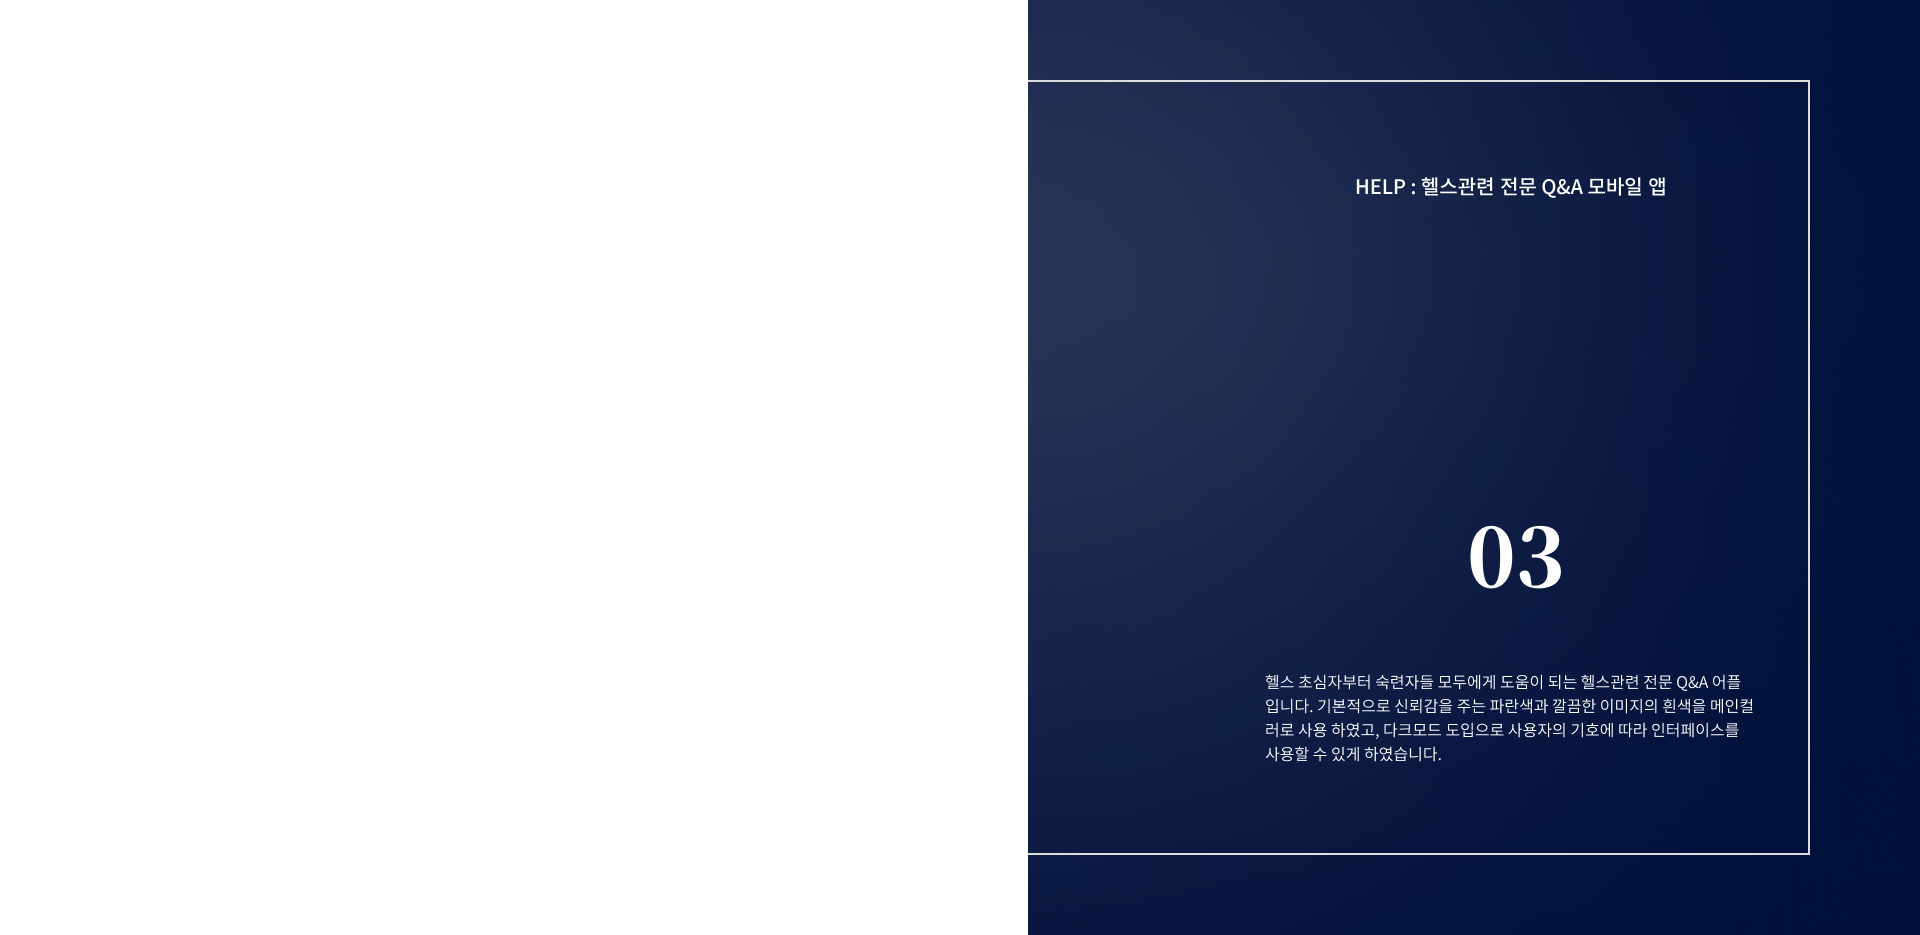 HELP : 헬스관련 전문 Q&A 모바일 앱
03
헬스 초심자부터 숙련자들 모두에게 도움이 되는 헬스관련 전문 Q&A 어플
입니다. 기본적으로 신뢰감을 주는 파란색과 깔끔한 이미지의 흰색을 메인컬
러로 사용 하였고, 다크모드 도입으로 사용자의 기호에 따라 인터페이스를
사용할 수 있게 하였습니다.